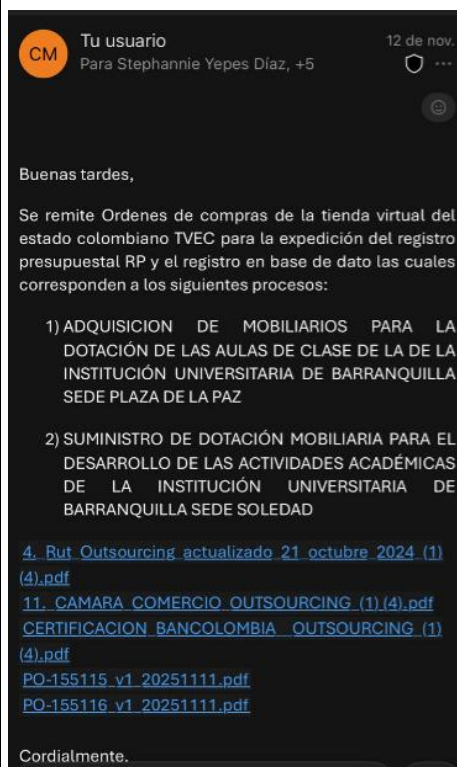 CM
Tu usuario
12 de nov.
Para Stephannie Yepes Díaz, +5
Buenas tardes,
Se remite Ordenes de compras de la tienda virtual del
estado colombiano TVEC para la expedición del registro
presupuestal RP y el registro en base de dato las cuales
corresponden a los siguientes procesos:
1) ADQUISICION DE MOBILIARIOS PARA LA
DOTACIÓN DE LAS AULAS DE CLASE DE LA DE LA
INSTITUCIÓN UNIVERSITARIA DE BARRANQUILLA
SEDE PLAZA DE LA PAZ
2) SUMINISTRO DE DOTACIÓN MOBILIARIA PARA EL
DESARROLLO DE LAS ACTIVIDADES ACADÉMICAS
DE LA INSTITUCIÓN UNIVERSITARIA DE
BARRANQUILLA SEDE SOLEDAD
4. Rut Outsourcing actualizado 21 octubre 2024 (1)
(4).pdf
11. CAMARA COMERCIO OUTSOURCING (1) (4).pdf
CERTIFICACION BANCOLOMBIA OUTSOURCING (1)
(4).pdf
PO-155115_v1_20251111.pdf
PO-155116_v1_20251111.pdf
Cordialmente.